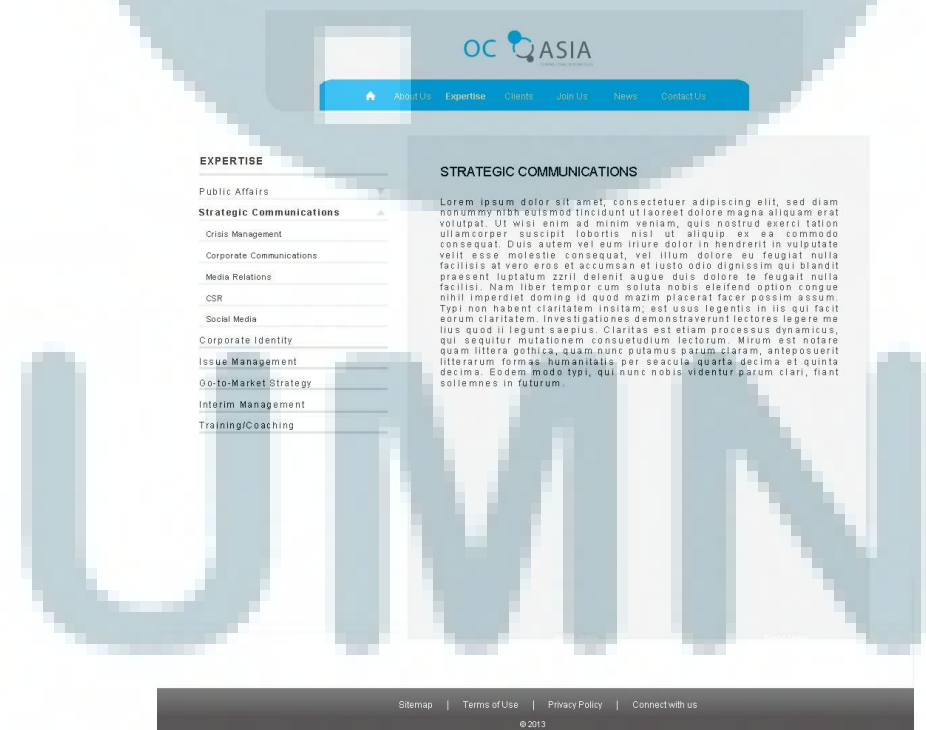 OC ASIA
About Us Expertise Clients Join Us News Contact Us
EXPERTISE
Public Affairs
Strategic Communications
Crisis Management
Corporate Communications
Media Relations
CSR
Social Media
Corporate Identity
Issue Management
Go-to-Market Strategy
Interim Management
Training/Coaching
STRATEGIC COMMUNICATIONS
Lorem ipsum dolor sit amet, consectetuer adipiscing elit, sed diam
nonummy nibh euismod tincidunt ut laoreet dolore magna aliquam erat
volutpat. Ut wisi enim ad minim veniam, quis nostrud exerci tation
ullamcorper suscipit lobortis nisl ut aliquip ex ea commodo
consequat. Duis autem vel eum iriure dolor in hendrerit in vulputate
velit esse molestie consequat, vel illum dolore eu feugiat nulla
facilisis at vero eros et accumsan et iusto odio dignissim qui blandit
praesent luptatum zzril delenit augue duis dolore te feugait nulla
facilisi. Nam liber tempor cum soluta nobis eleifend option congue
nihil imperdiet doming id quod mazim placerat facer possim assum.
Typi non habent claritatem insitam; est usus legentis in iis qui facit
eorum claritatem. Investigationes demonstraverunt lectores legere me
lius quod ii legunt saepius. Claritas est etiam processus dynamicus,
qui sequitur mutationem consuetudium lectorum. Mirum est notare
quam littera gothica, quam nunc putamus parum claram, anteposuerit
litterarum formas humanitatis per seacula quarta decima et quinta
decima. Eodem modo typi, qui nunc nobis videntur parum clari, fiant
sollemnes in futurum.
UMN
Sitemap | Terms of Use | Privacy Policy | Connect with us
© 2013